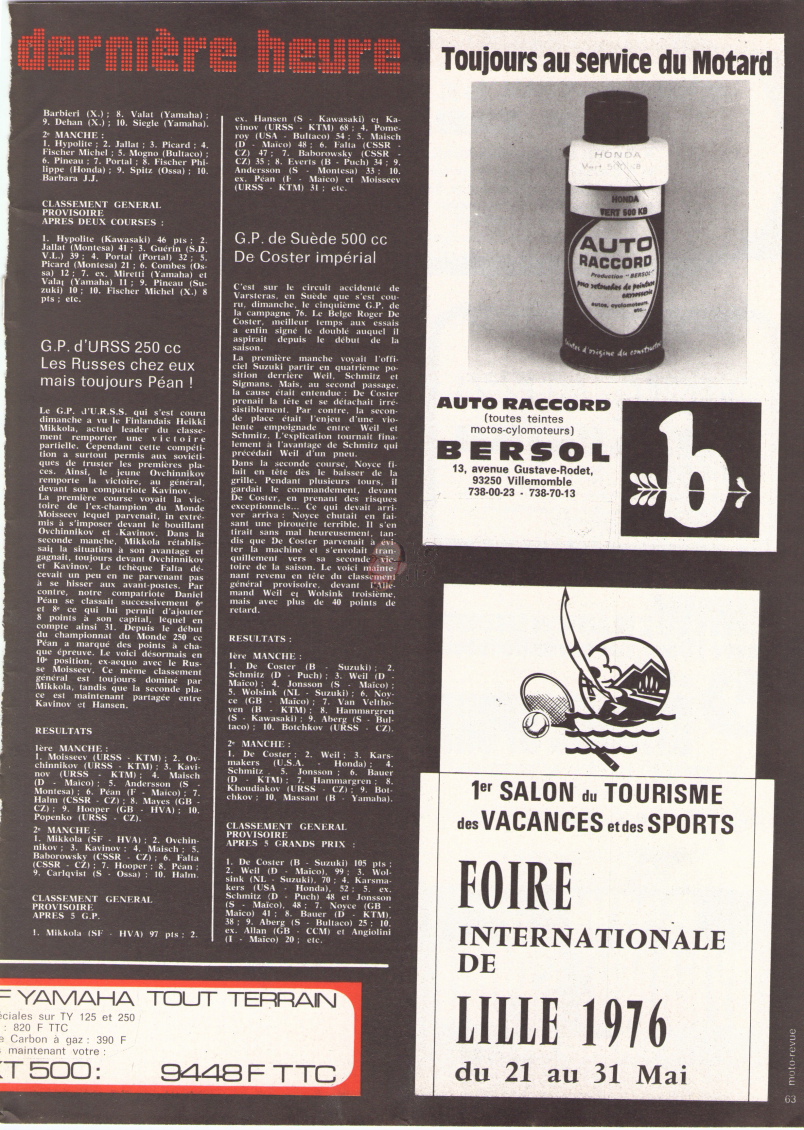 dernière heure
Barbieri (X.) ; 8. Valat (Yamaha) ;
9. Dehan (X.) ; 10. Siegle (Yamaha).
2e MANCHE :
1. Hypolite ; 2. Jallat ; 3. Picard ; 4.
Fischer Michel ; 5. Mogno (Bultaco) ;
6. Pineau ; 7. Portal ; 8. Fischer Phi-
lippe (Honda) ; 9. Spitz (Ossa) ; 10.
Barbara J.J.
CLASSEMENT GENERAL
PROVISOIRE
APRES DEUX COURSES :
1. Hypolite (Kawasaki) 46 pts ; 2.
Jallat (Montesa) 41 ; 3. Guérin (S.D.
V.L.) 39 ; 4. Portal (Portal) 32 ; 5.
Picard (Montesa) 21 ; 6. Combes (Os-
sa) 12 ; 7. ex. Miretti (Yamaha) et
Valat (Yamaha) 11 ; 9. Pineau (Su-
zuki) 10 ; 10. Fischer Michel (X.) 8
pts ; etc.
G.P. d'URSS 250 cc
Les Russes chez eux
mais toujours Péan !
Le G.P. d'U.R.S.S. qui s'est couru
dimanche a vu le Finlandais Heikki
Mikkola, actuel leader du classe-
ment remporter une victoire
partielle. Cependant cette compéti-
tion a surtout permis aux soviéti-
ques de truster les premières pla-
ces. Ainsi, le jeune Ovchinnikov
remporte la victoire, au général,
devant son compatriote Kavinov.
La première course voyait la vic-
toire de l'ex-champion du Monde
Moisseev lequel parvenait, in extré-
mis à s'imposer devant le bouillant
Ovchinnikov et Kavinov. Dans la
seconde manche, Mikkola rétablis-
sait la situation à son avantage et
gagnait, toujours devant Ovchinnikov
et Kavinov. Le tchèque Falta dé-
cevait un peu en ne parvenant pas
à se hisser aux avant-postes. Par
contre, notre compatriote Daniel
Péan se classait successivement 6e
et 8e ce qui lui permit d'ajouter
8 points à son capital, lequel en
compte ainsi 31. Depuis le début
du championnat du Monde 250 cc
Péan a marqué des points à cha-
que épreuve. Le voici désormais en
10e position, ex-aequo avec le Rus-
se Moisseev. Ce même classement
général est toujours dominé par
Mikkola, tandis que la seconde pla-
ce est maintenant partagée entre
Kavinov et Hansen.
RESULTATS
1ère MANCHE :
1. Moisseev (URSS - KTM) ; 2. Ov-
chinnikov (URSS - KTM) ; 3. Kavi-
nov (URSS - KTM) ; 4. Maisch
(D - Maïco) ; 5. Andersson (S -
Montesa) ; 6. Péan (F - Maïco) ; 7.
Halm (CSSR - CZ) ; 8. Mayes (GB -
CZ) ; 9. Hooper (GB - HVA) ; 10.
Popenko (URSS - CZ).
2e MANCHE :
1. Mikkola (SF - HVA) ; 2. Ovchin-
nikov ; 3. Kavinov ; 4. Maisch ; 5.
Baborowsky (CSSR - CZ) ; 6. Falta
(CSSR - CZ) ; 7. Hooper ; 8. Péan ;
9. Carlqvist (S - Ossa) ; 10. Halm.
CLASSEMENT GENERAL
PROVISOIRE
APRES 5 G.P.
1. Mikkola (SF - HVA) 97 pts ; 2.
ex. Hansen (S - Kawasaki) et Ka-
vinov (URSS - KTM) 68 ; 4. Pome-
roy (USA - Bultaco) 54 ; 5. Maisch
(D - Maïco) 48 ; 6. Falta (CSSR -
CZ) 47 ; 7. Baborowsky (CSSR -
CZ) 35 ; 8. Everts (B - Puch) 34 ; 9.
Andersson (S - Montesa) 33 ; 10.
ex. Péan (F - Maïco) et Moisseev
(URSS - KTM) 31 ; etc.
G.P. de Suède 500 cc
De Coster impérial
C'est sur le circuit accidenté de
Varsteras, en Suède que s'est cou-
ru, dimanche, le cinquième G.P. de
la campagne 76. Le Belge Roger De
Coster, meilleur temps aux essais
a enfin signé le doublé auquel il
aspirait depuis le début de la
saison.
La première manche voyait l'offi-
ciel Suzuki partir en quatrième po-
sition derrière Weil, Schmitz et
Sigmans. Mais, au second passage,
la cause était entendue : De Coster
prenait la tête et se détachait irré-
sistiblement. Par contre, la secon-
de place était l'enjeu d'une vio-
lente empoignade entre Weil et
Schmitz. L'explication tournait fina-
lement à l'avantage de Schmitz qui
précédait Weil d'un pneu.
Dans la seconde course, Noyce fi-
lait en tête dès le baisser de la
grille. Pendant plusieurs tours, il
gardait le commandement, devant
De Coster, en prenant des risques
exceptionnels... Ce qui devait arri-
ver arriva : Noyce chutait en fai-
sant une pirouette terrible. Il s'en
tirait sans mal heureusement, tan-
dis que De Coster parvenait à évi-
ter la machine et s'envolait tran-
quillement vers sa seconde vic-
toire de la saison. Le voici mainte-
nant revenu en tête du classement
général provisoire, devant l'Alle-
mand Weil et Wolsink troisième,
mais avec plus de 40 points de
retard.
RESULTATS :
1ère MANCHE :
1. De Coster (B - Suzuki) ; 2.
Schmitz (D - Puch) ; 3. Weil (D -
Maïco) ; 4. Jonsson (S - Maïco) ;
5. Wolsink (NL - Suzuki) ; 6. Noy-
ce (GB - Maïco) ; 7. Van Veltho-
ven (B - KTM) ; 8. Hammargren
(S - Kawasaki) ; 9. Aberg (S - Bul-
taco) ; 10. Botchkov (URSS - CZ).
2e MANCHE :
1. De Coster ; 2. Weil ; 3. Kars-
makers (U.S.A. - Honda) ; 4.
Schmitz ; 5. Jonsson ; 6. Bauer
(D - KTM) ; 7. Hammargren ; 8.
Khoudiakov (URSS - CZ) ; 9. Bot-
chkov ; 10. Massant (B - Yamaha).
CLASSEMENT GENERAL
PROVISOIRE
APRES 5 GRANDS PRIX :
1. De Coster (B - Suzuki) 105 pts ;
2. Weil (D - Maïco), 99 ; 3. Wol-
sink (NL - Suzuki), 70 ; 4. Karsma-
kers (USA - Honda), 52 ; 5. ex.
Schmitz (D - Puch) 48 et Jonsson
(S - Maïco), 48 ; 7. Noyce (GB -
Maïco) 41 ; 8. Bauer (D - KTM),
38 ; 9. Aberg (S - Bultaco) 25 ; 10.
ex. Allan (GB - CCM) et Angiolini
(I - Maïco) 20 ; etc.
F YAMAHA TOUT TERRAIN
éciales sur TY 125 et 250
: 820 F TTC
e Carbon à gaz : 390 F
s maintenant votre :
XT 500: 9448 F TTC
Toujours au service du Motard
HONDA
HONDA
VERT 500 KB
AUTO
RACCORD
Production "BERSOL"
pour retouches de peinture
carrosserie
autos, cyclomoteurs,
etc...
Teintes d'origine du constructeur
AUTO RACCORD
(toutes teintes
motos-cylomoteurs)
BERSOL
13, avenue Gustave-Rodet,
93250 Villemomble
738-00-23 - 738-70-13
b
1er SALON du TOURISME
des VACANCES et des SPORTS
FOIRE
INTERNATIONALE
DE
LILLE 1976
du 21 au 31 Mai
moto-revue
63